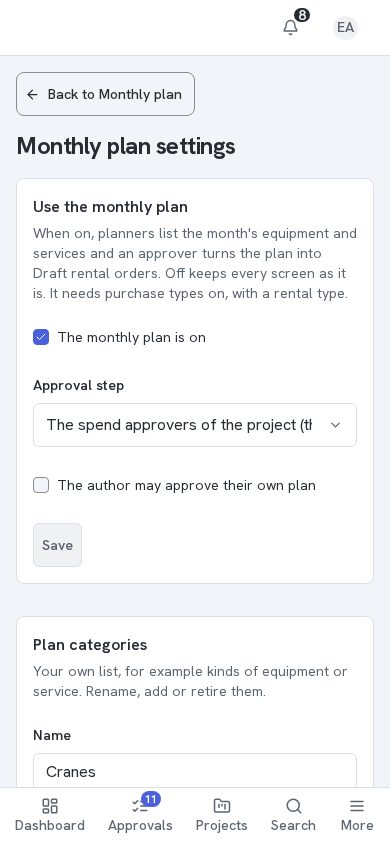 8
EA
Back to Monthly plan
Monthly plan settings
Use the monthly plan
When on, planners list the month's equipment and
services and an approver turns the plan into
Draft rental orders. Off keeps every screen as it
is. It needs purchase types on, with a rental type.
The monthly plan is on
Approval step
The spend approvers of the project (th
The author may approve their own plan
Save
Plan categories
Your own list, for example kinds of equipment or
service. Rename, add or retire them.
Name
Cranes
11
Dashboard
Approvals
Projects
Search
More